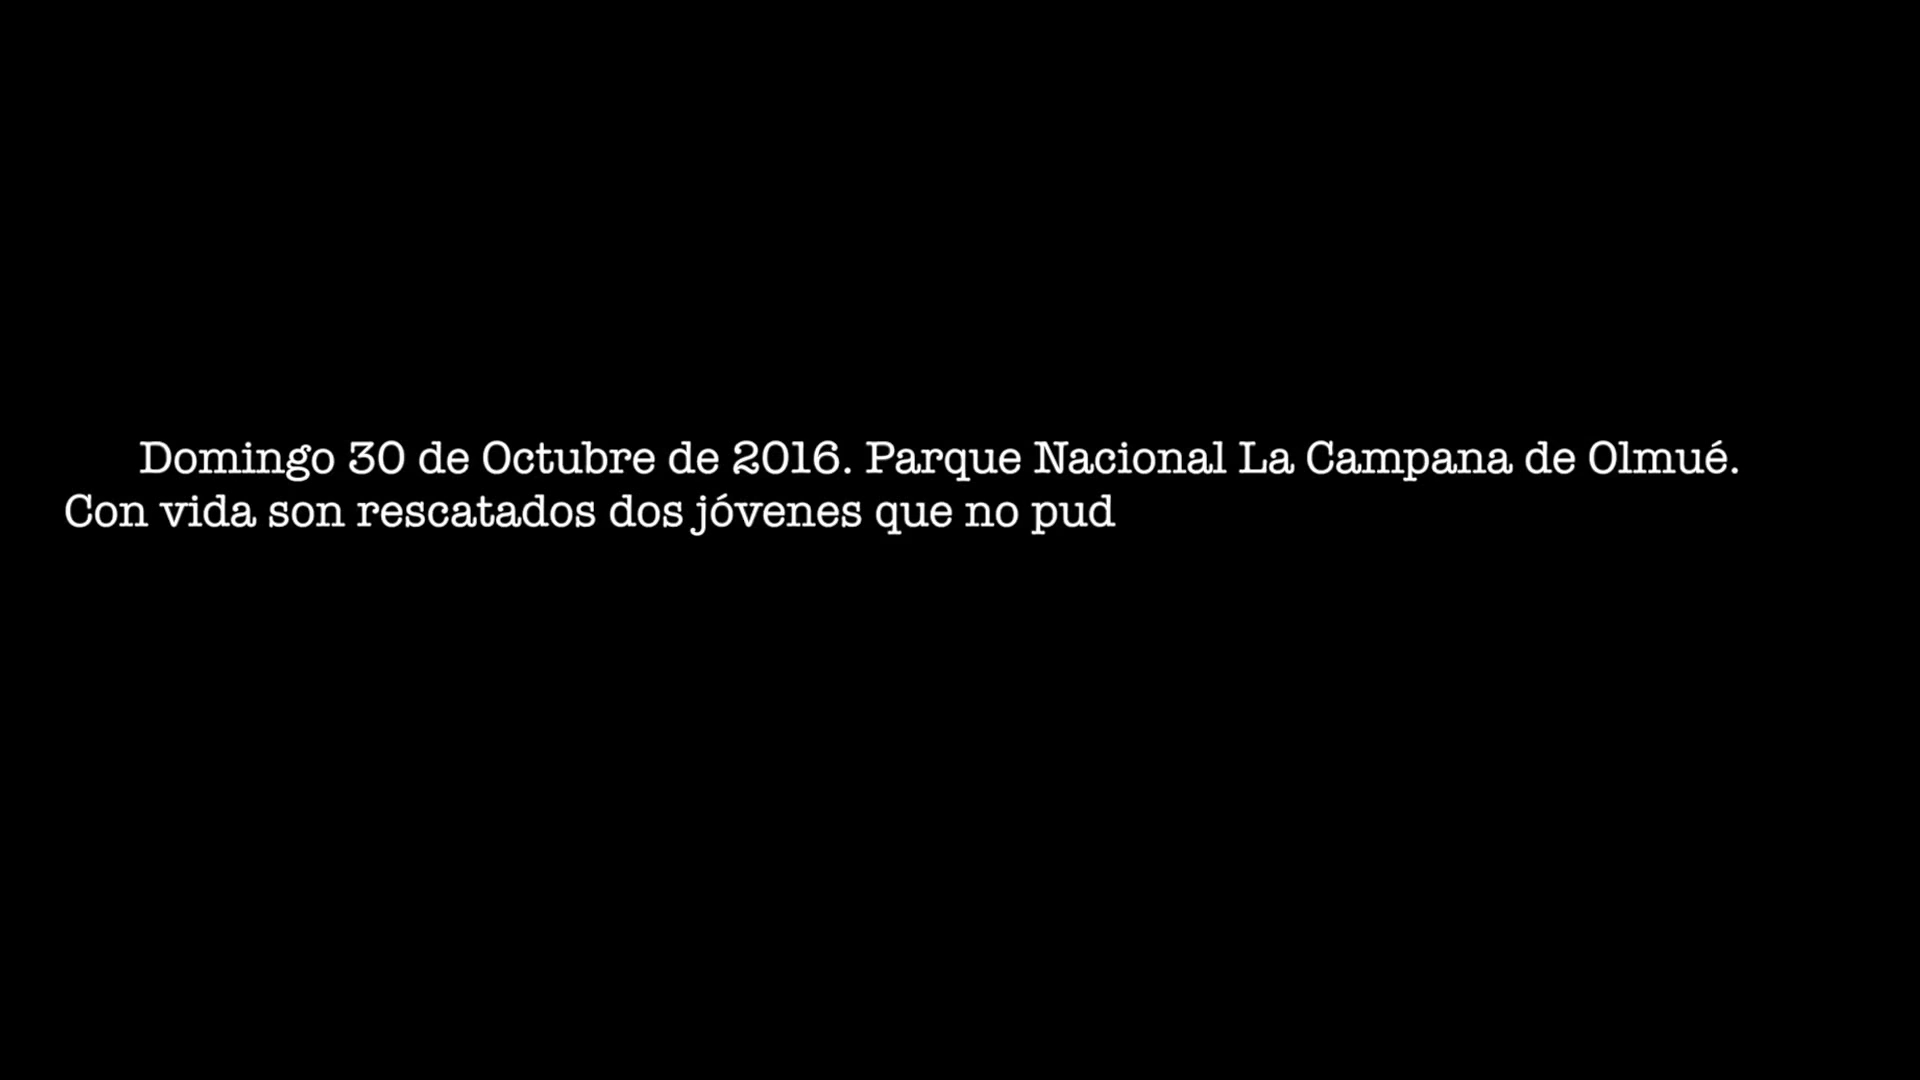 Domingo 30 de Octubre de 2016. Parque Nacional La Campana de Olmué.
Con vida son rescatados dos jóvenes que no pud